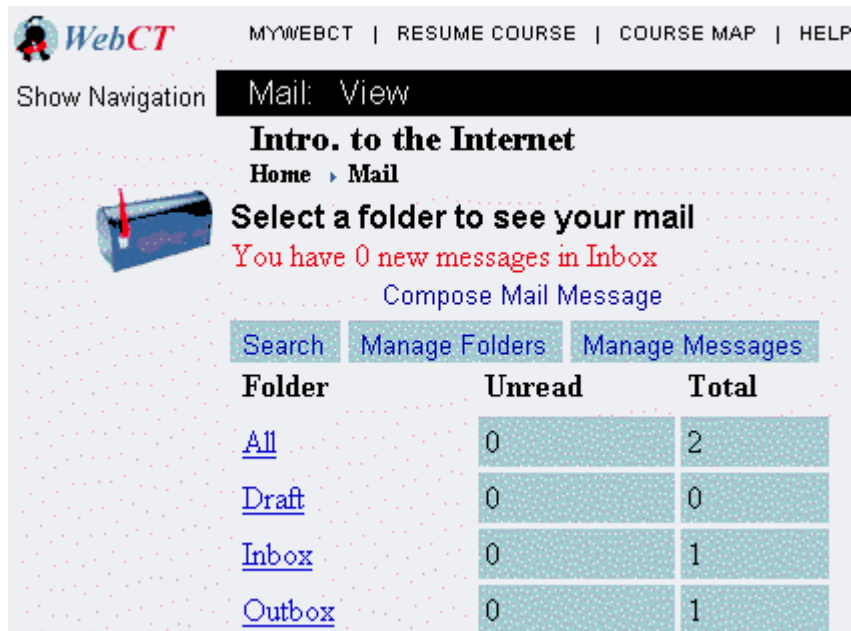 WebCT MYWEBCT | RESUME COURSE | COURSE MAP | HELP
Show Navigation Mail: View
Intro. to the Internet
Home ▸ Mail
Select a folder to see your mail
You have 0 new messages in Inbox
Compose Mail Message
Search Manage Folders Manage Messages
Folder Unread Total
All 0 2
Draft 0 0
Inbox 0 1
Outbox 0 1